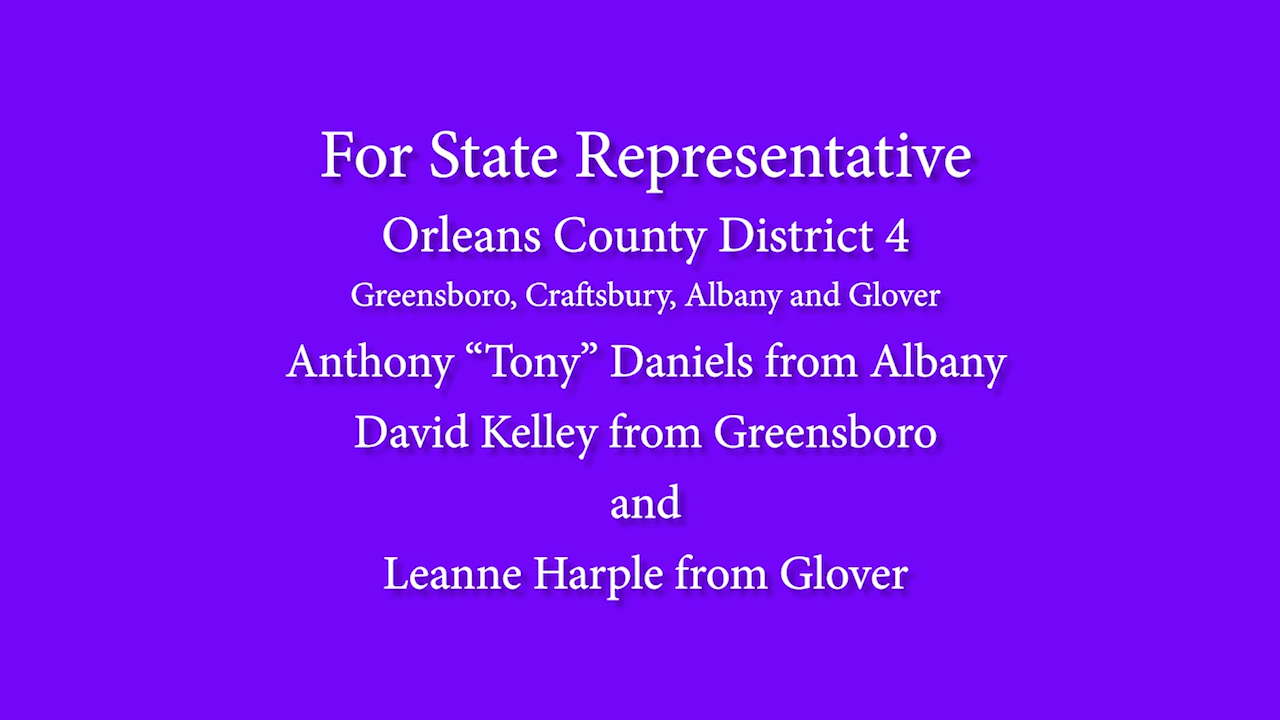 For State Representative
Orleans County District 4
Greensboro, Craftsbury, Albany and Glover
Anthony “Tony” Daniels from Albany
David Kelley from Greensboro
and
Leanne Harple from Glover